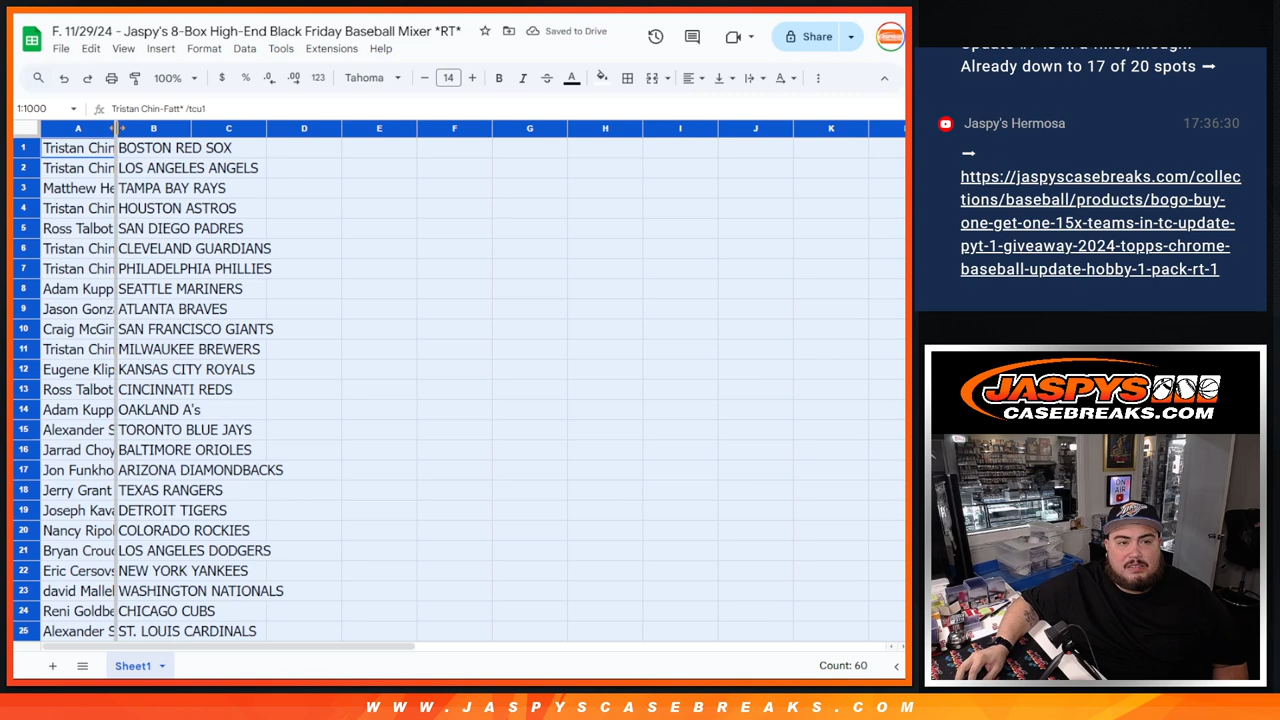 F. 11/29/24 - Jaspy's 8-Box High-End Black Friday Baseball Mixer *RT*
Saved to Drive
Share
File Edit View Insert Format Data Tools Extensions Help
100% $ % .0 .00 123 Tahoma 14 B I S A
1:1000 fx Tristan Chin-Fatt* /tcu1
A B C D E F G H I J K
1 Tristan Chin BOSTON RED SOX
2 Tristan Chin LOS ANGELES ANGELS
3 Matthew He TAMPA BAY RAYS
4 Tristan Chin HOUSTON ASTROS
5 Ross Talbot SAN DIEGO PADRES
6 Tristan Chin CLEVELAND GUARDIANS
7 Tristan Chin PHILADELPHIA PHILLIES
8 Adam Kupp SEATTLE MARINERS
9 Jason Gonz ATLANTA BRAVES
10 Craig McGir SAN FRANCISCO GIANTS
11 Tristan Chin MILWAUKEE BREWERS
12 Eugene Klip KANSAS CITY ROYALS
13 Ross Talbot CINCINNATI REDS
14 Adam Kupp OAKLAND A's
15 Alexander S TORONTO BLUE JAYS
16 Jarrad Choy BALTIMORE ORIOLES
17 Jon Funkho ARIZONA DIAMONDBACKS
18 Jerry Grant TEXAS RANGERS
19 Joseph Kava DETROIT TIGERS
20 Nancy Ripol COLORADO ROCKIES
21 Bryan Crouc LOS ANGELES DODGERS
22 Eric Cersovs NEW YORK YANKEES
23 david Mallel WASHINGTON NATIONALS
24 Reni Goldbe CHICAGO CUBS
25 Alexander S ST. LOUIS CARDINALS
Sheet1
Count: 60
Already down to 17 of 20 spots →
Jaspy's Hermosa 17:36:30
→
https://jaspyscasebreaks.com/collec
tions/baseball/products/bogo-buy-
one-get-one-15x-teams-in-tc-update-
pyt-1-giveaway-2024-topps-chrome-
baseball-update-hobby-1-pack-rt-1
JASPYS
CASEBREAKS.COM
ON
AIR
WWW.JASPYSCASEBREAKS.COM